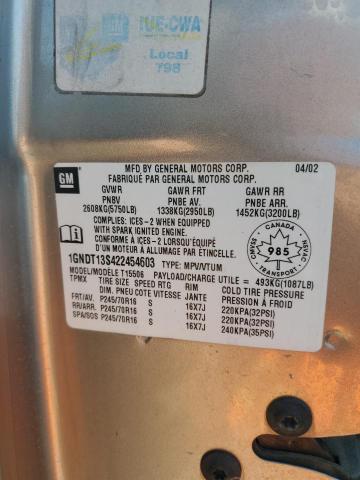 GM
IUE-CWA
Local
798
GM
MFD BY GENERAL MOTORS CORP. 04/02
FABRIQUÉ PAR GENERAL MOTORS CORP.
GVWR GAWR FRT GAWR RR
PNBV PNBE AV. PNBE ARR.
2608KG(5750LB) 1338KG(2950LB) 1452KG(3200LB)
COMPLIES: ICES-2 WHEN EQUIPPED
WITH SPARK IGNITED ENGINE.
CONFORME A ICES-2 LORSQU'ÉQUIPÉ
D'UN MOTEUR À ÉTINCELLE.
CANADA
985
1GNDT13S422454603 TYPE: MPV/VTUM
MODEL/MODÈLE T15506 PAYLOAD/CHARGE UTILE = 493KG(1087LB)
TPMX TIRE SIZE SPEED RTG RIM COLD TIRE PRESSURE
DIM. PNEU COTE VITESSE JANTE PRESSION À FROID
FRT/AV. P245/70R16 S 16X7J 220KPA(32PSI)
RR/ARR. P245/70R16 S 16X7J 220KPA(32PSI)
SPA/SOS P245/70R16 S 16X7J 240KPA(35PSI)